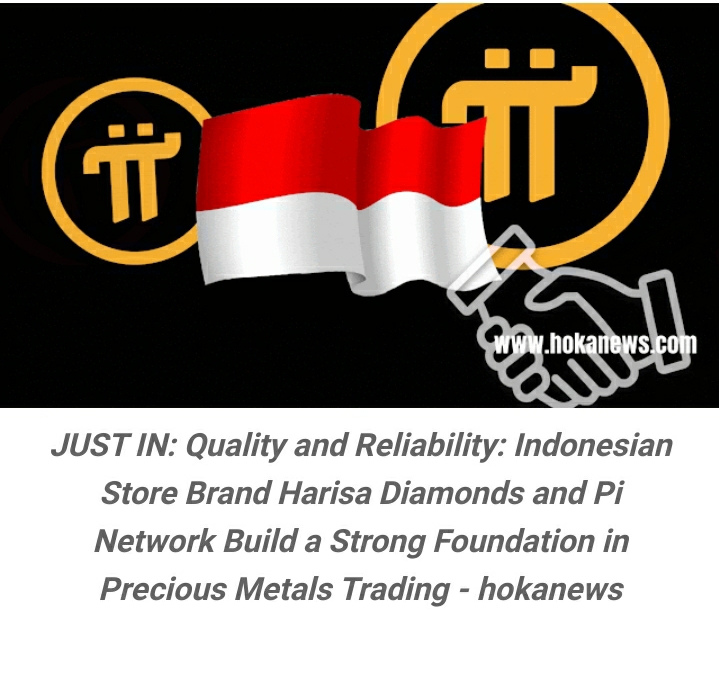 www.hokanews.com
JUST IN: Quality and Reliability: Indonesian
Store Brand Harisa Diamonds and Pi
Network Build a Strong Foundation in
Precious Metals Trading - hokanews